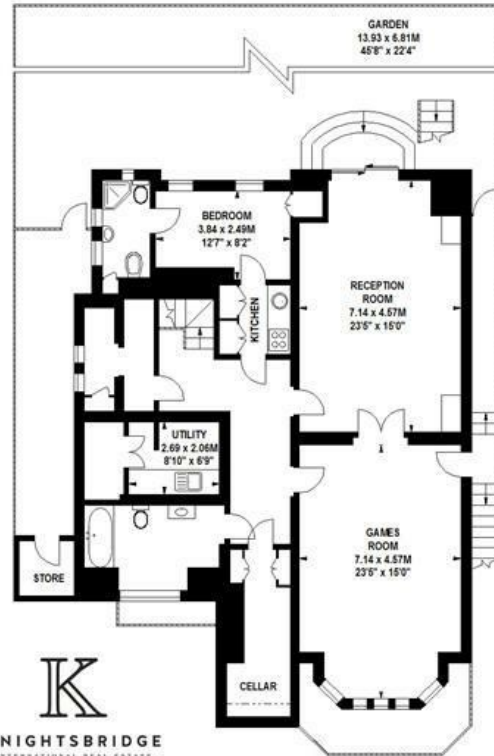 GARDEN
13.93 x 6.81M
45'8" x 22'4"
BEDROOM
3.84 x 2.49M
12'7" x 8'2"
KITCHEN
RECEPTION
ROOM
7.14 x 4.57M
23'5" x 15'0"
UTILITY
2.69 x 2.06M
8'10" x 6'9"
GAMES
ROOM
7.14 x 4.57M
23'5" x 15'0"
STORE
CELLAR
K
NIGHTSBRIDGE